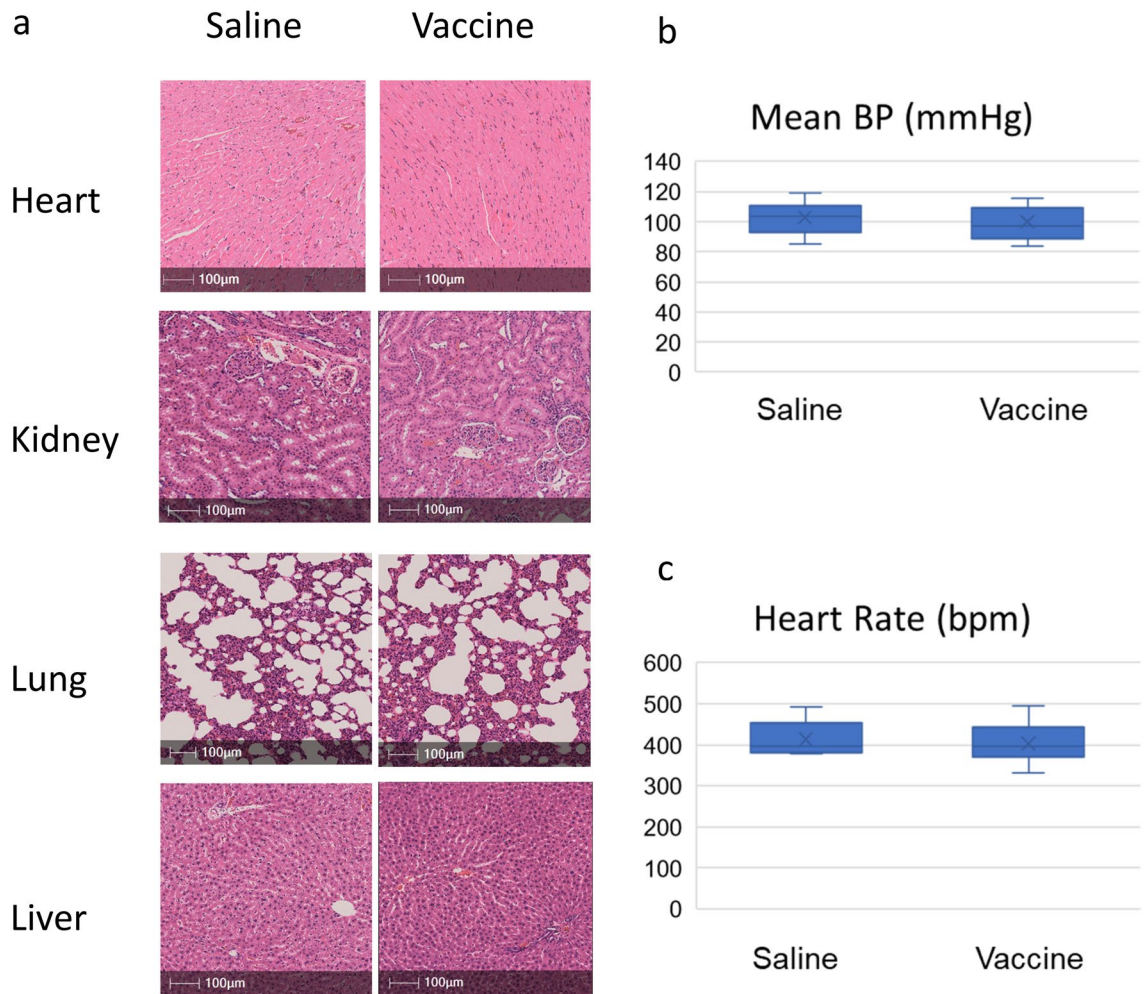 a
Saline Vaccine
Heart
100µm 100µm
Kidney
100µm 100µm
Lung
100µm 100µm
Liver
100µm 100µm
b
Mean BP (mmHg)
140
120
100
80
60
40
20
0
Saline Vaccine
c
Heart Rate (bpm)
600
500
400
300
200
100
0
Saline Vaccine